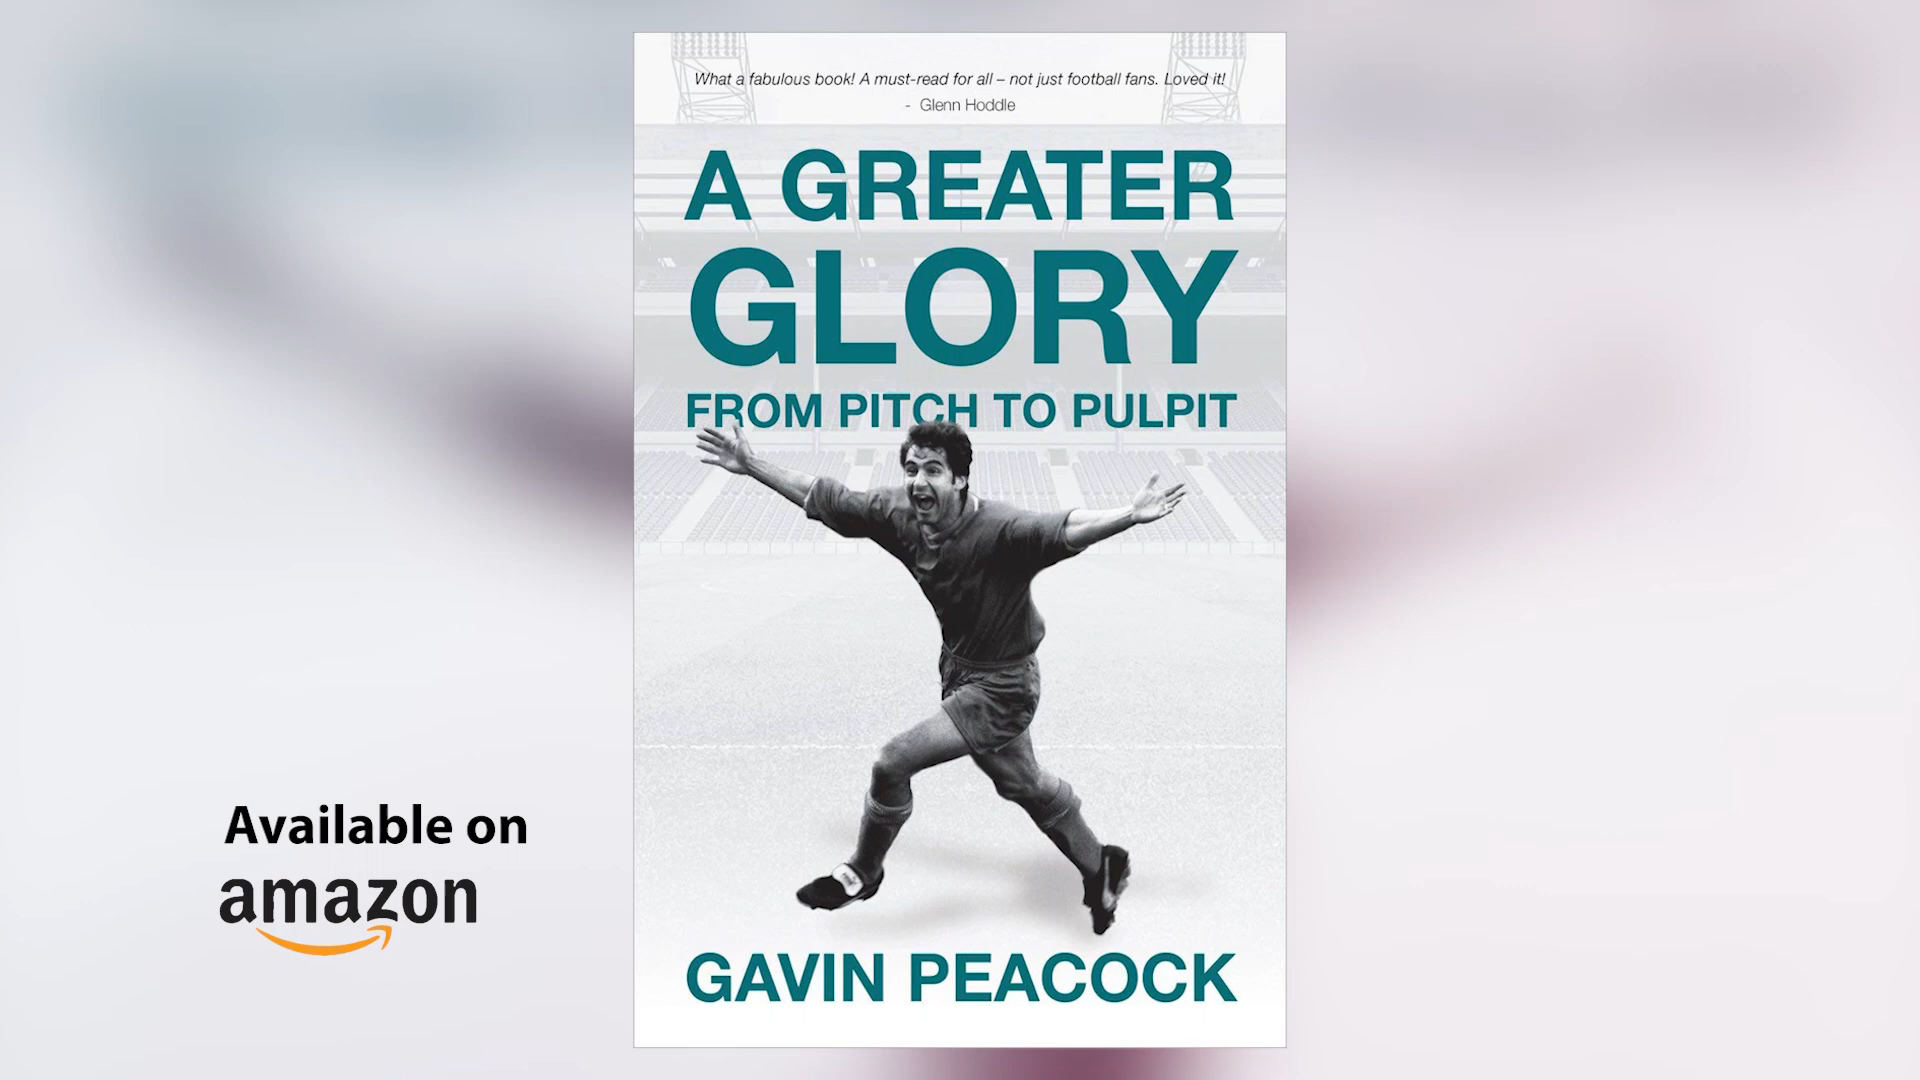 What a fabulous book! A must-read for all – not just football fans. Loved it!
- Glenn Hoddle
A GREATER
GLORY
FROM PITCH TO PULPIT
Available on
amazon
GAVIN PEACOCK